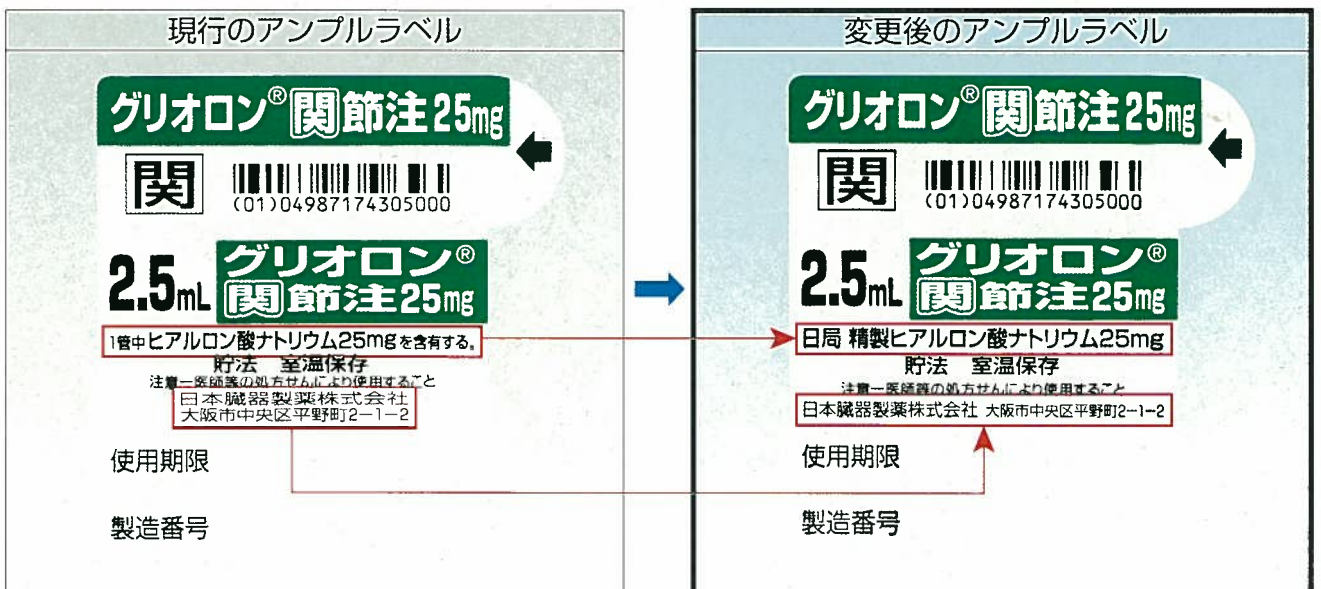 現行のアンプルラベル
グリオロン®関節注25mg
関
(01)04987174305000
2.5mL
グリオロン®
関節注25mg
1管中ヒアルロン酸ナトリウム25mgを含有する。
貯法 室温保存
注意-医師等の処方せんにより使用すること
日本臓器製薬株式会社
大阪市中央区平野町2-1-2
使用期限
製造番号
変更後のアンプルラベル
グリオロン®関節注25mg
関
(01)04987174305000
2.5mL
グリオロン®
関節注25mg
日局 精製ヒアルロン酸ナトリウム25mg
貯法 室温保存
注意-医師等の処方せんにより使用すること
日本臓器製薬株式会社 大阪市中央区平野町2-1-2
使用期限
製造番号